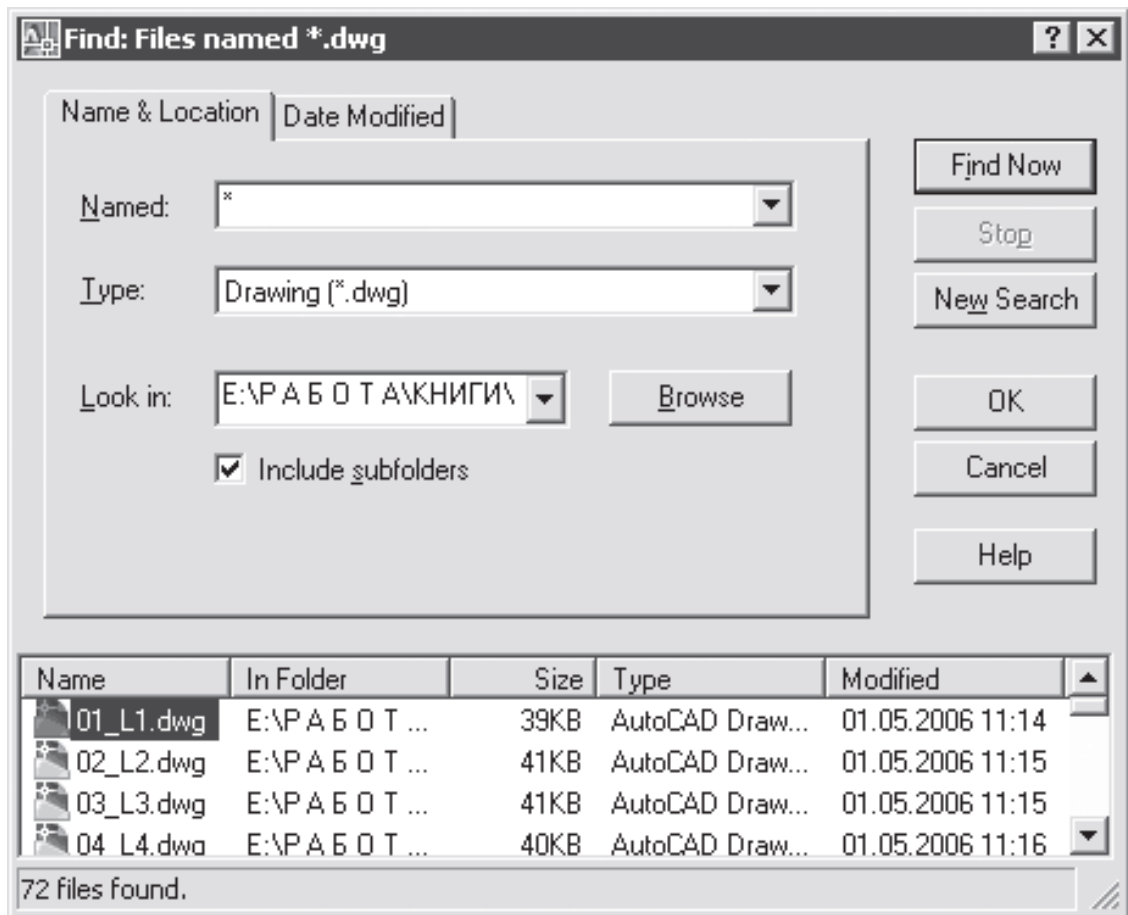 Find: Files named *.dwg
Name & Location
Date Modified
Named:
*
Find Now
Stop
Type:
Drawing (*.dwg)
New Search
Look in:
E:\Р А Б О Т А\КНИГИ\
Browse
OK
Include subfolders
Cancel
Help
Name In Folder Size Type Modified
01_L1.dwg E:\Р А Б О Т ... 39KB AutoCAD Draw... 01.05.2006 11:14
02_L2.dwg E:\Р А Б О Т ... 41KB AutoCAD Draw... 01.05.2006 11:15
03_L3.dwg E:\Р А Б О Т ... 41KB AutoCAD Draw... 01.05.2006 11:15
04_L4.dwg E:\Р А Б О Т ... 40KB AutoCAD Draw... 01.05.2006 11:16
72 files found.